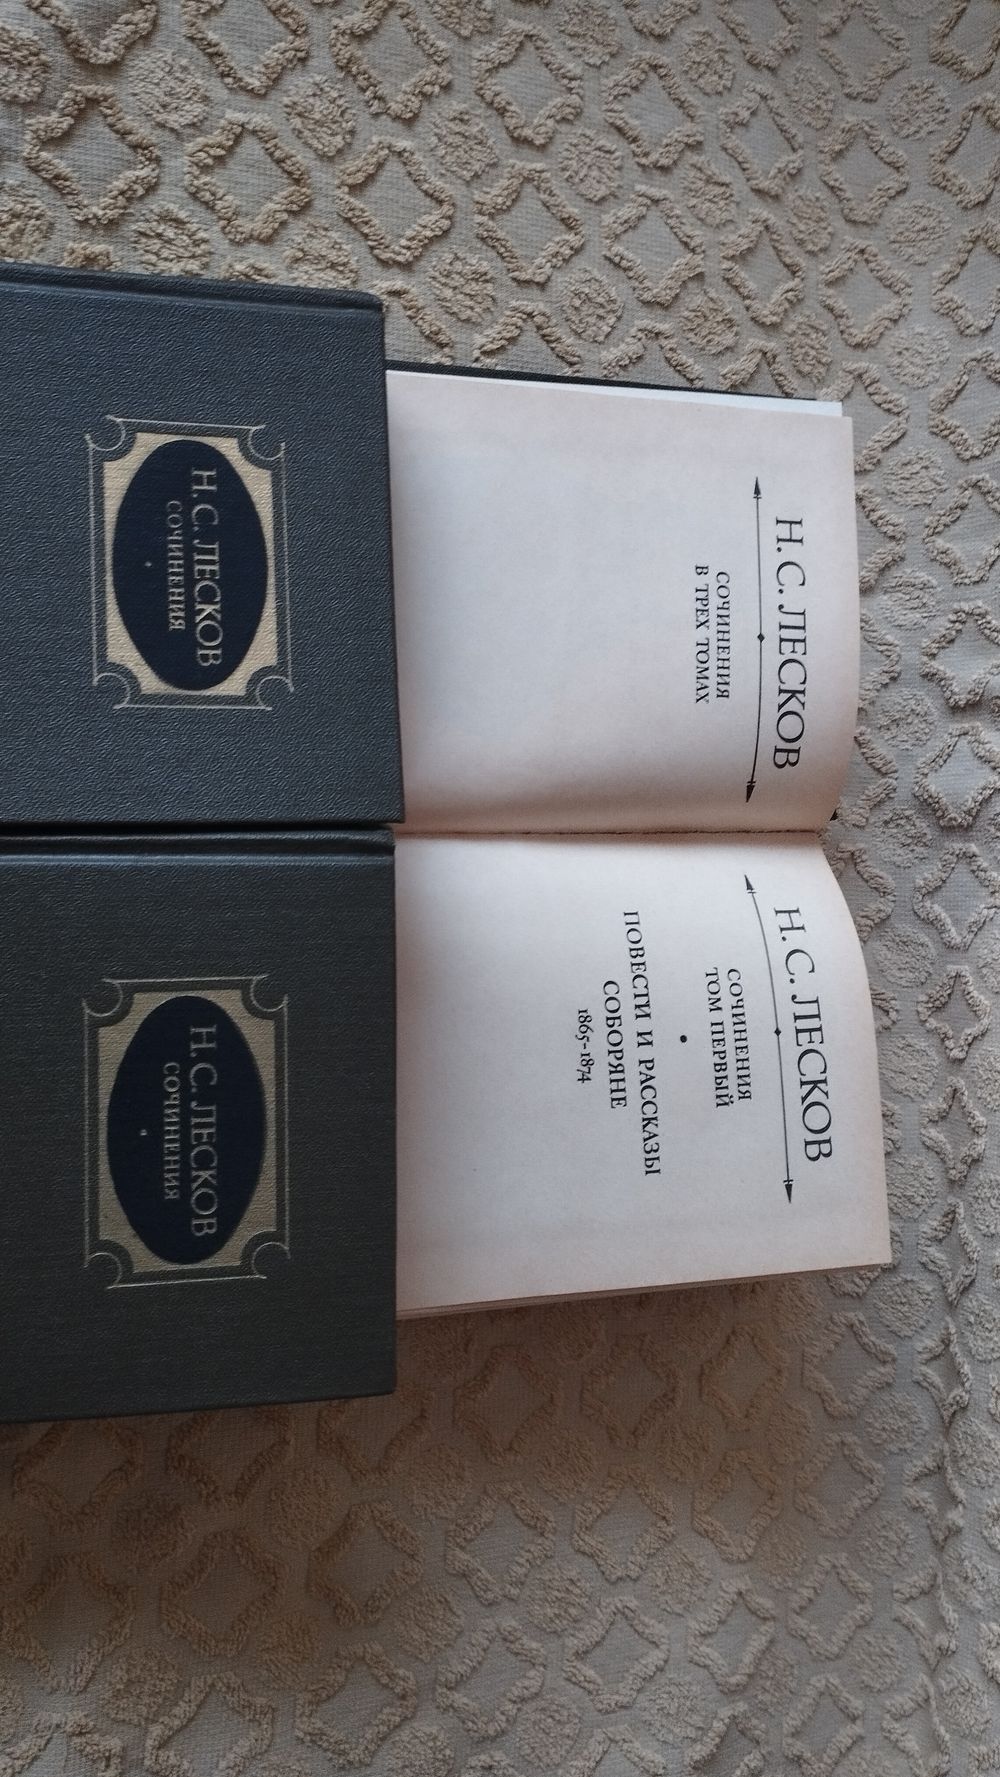 Н. С. ЛЕСКОВ
СОЧИНЕНИЯ
В ТРЕХ ТОМАХ
Н. С. ЛЕСКОВ
СОЧИНЕНИЯ
ТОМ ПЕРВЫЙ
ПОВЕСТИ И РАССКАЗЫ
СОБОРЯНЕ
1865-1874
Н. С. ЛЕСКОВ
СОЧИНЕНИЯ
Н. С. ЛЕСКОВ
СОЧИНЕНИЯ